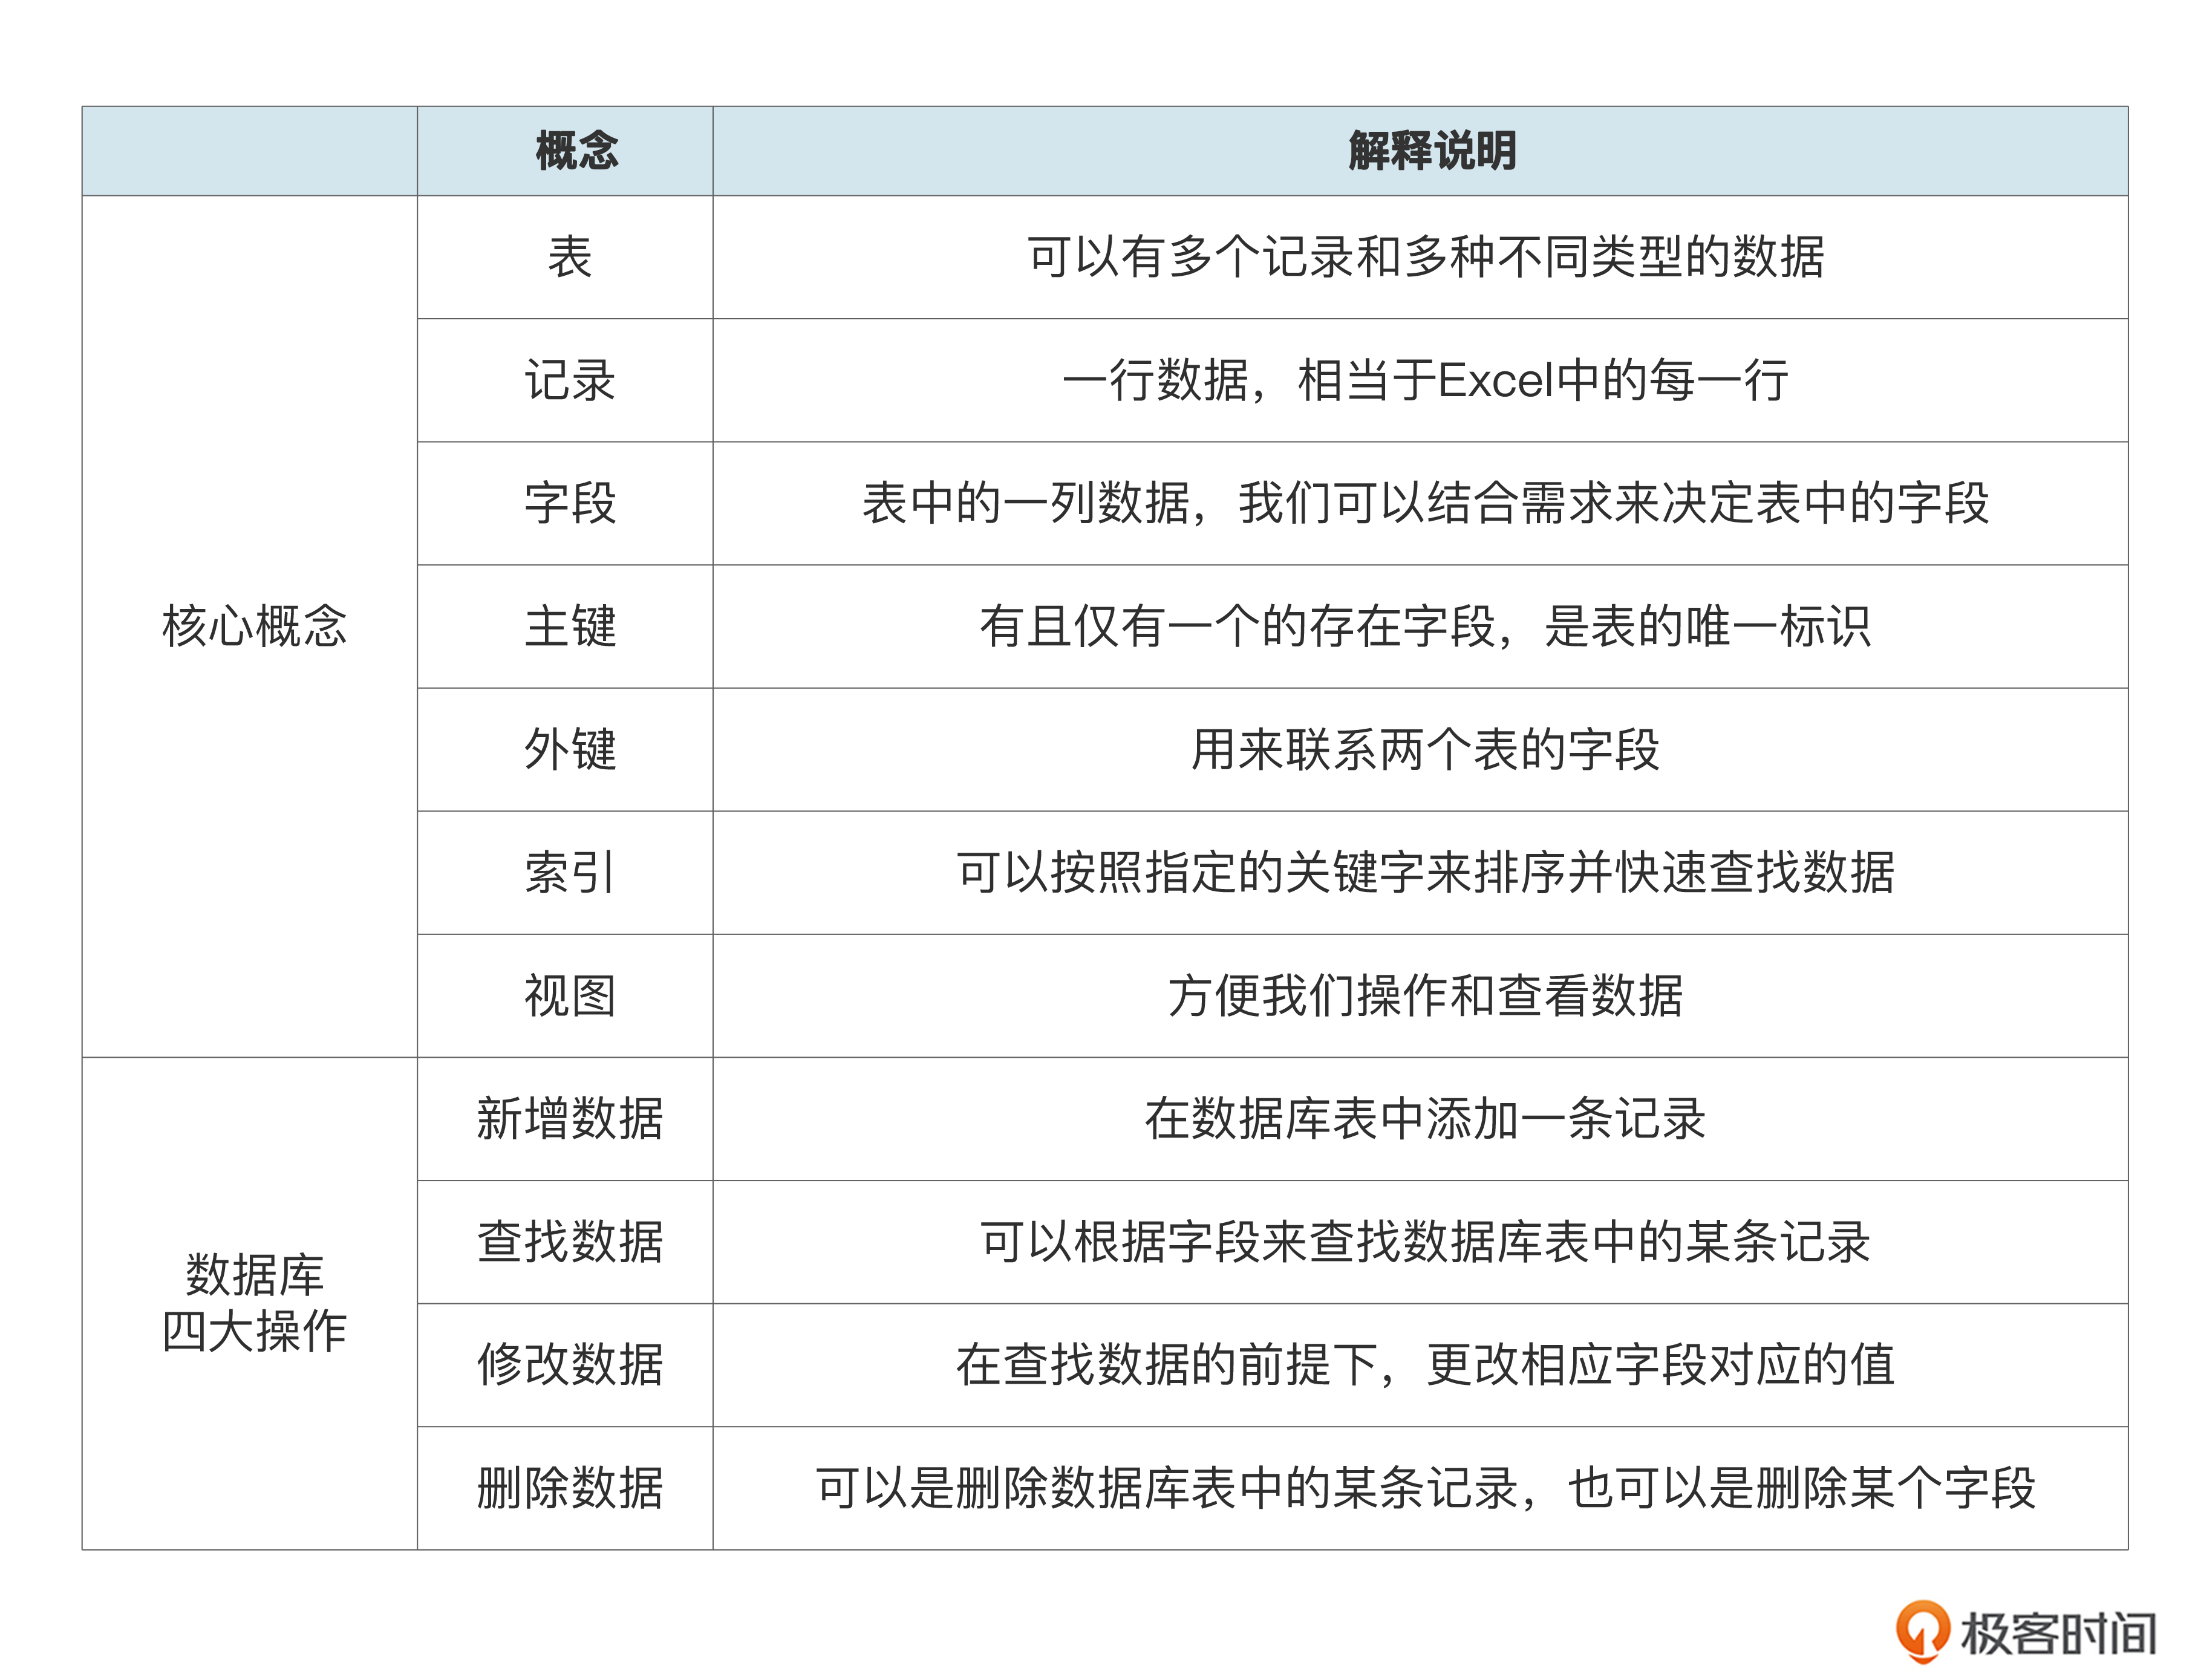 概念 解释说明
核心概念
表 可以有多个记录和多种不同类型的数据
记录 一行数据，相当于Excel中的每一行
字段 表中的一列数据，我们可以结合需求来决定表中的字段
主键 有且仅有一个的存在字段，是表的唯一标识
外键 用来联系两个表的字段
索引 可以按照指定的关键字来排序并快速查找数据
视图 方便我们操作和查看数据
数据库
四大操作
新增数据 在数据库表中添加一条记录
查找数据 可以根据字段来查找数据库表中的某条记录
修改数据 在查找数据的前提下，更改相应字段对应的值
删除数据 可以是删除数据库表中的某条记录，也可以是删除某个字段
极客时间